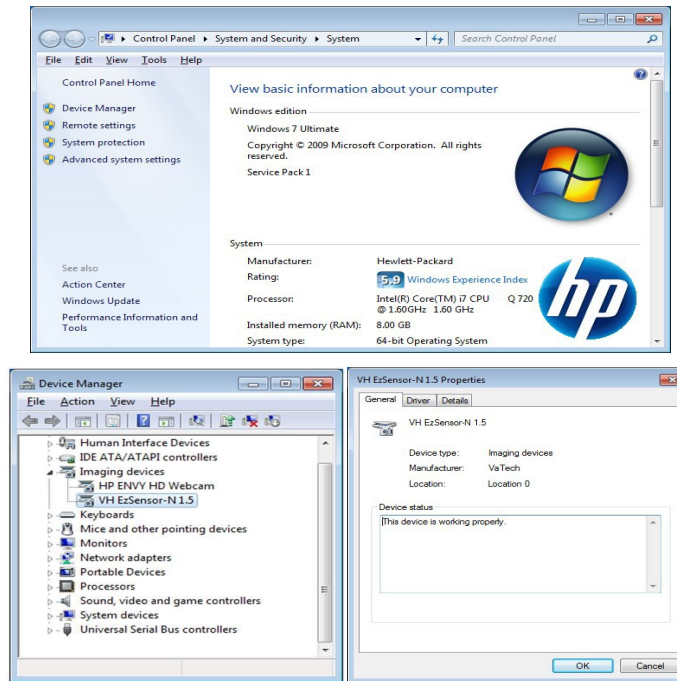 Control Panel ▸ System and Security ▸ System
Search Control Panel
File Edit View Tools Help
Control Panel Home
Device Manager
Remote settings
System protection
Advanced system settings
See also
Action Center
Windows Update
Performance Information and
Tools
View basic information about your computer
Windows edition
Windows 7 Ultimate
Copyright © 2009 Microsoft Corporation. All rights
reserved.
Service Pack 1
System
Manufacturer: Hewlett-Packard
Rating: 5.9 Windows Experience Index
Processor: Intel(R) Core(TM) i7 CPU Q 720
@ 1.60GHz 1.60 GHz
Installed memory (RAM): 8.00 GB
System type: 64-bit Operating System
hp
Device Manager
File Action View Help
Human Interface Devices
IDE ATA/ATAPI controllers
Imaging devices
HP ENVY HD Webcam
VH EzSensor-N 1.5
Keyboards
Mice and other pointing devices
Monitors
Network adapters
Portable Devices
Processors
Sound, video and game controllers
System devices
Universal Serial Bus controllers
VH EzSensor-N 1.5 Properties
General Driver Details
VH EzSensor-N 1.5
Device type: Imaging devices
Manufacturer: VaTech
Location: Location 0
Device status
This device is working properly.
OK Cancel